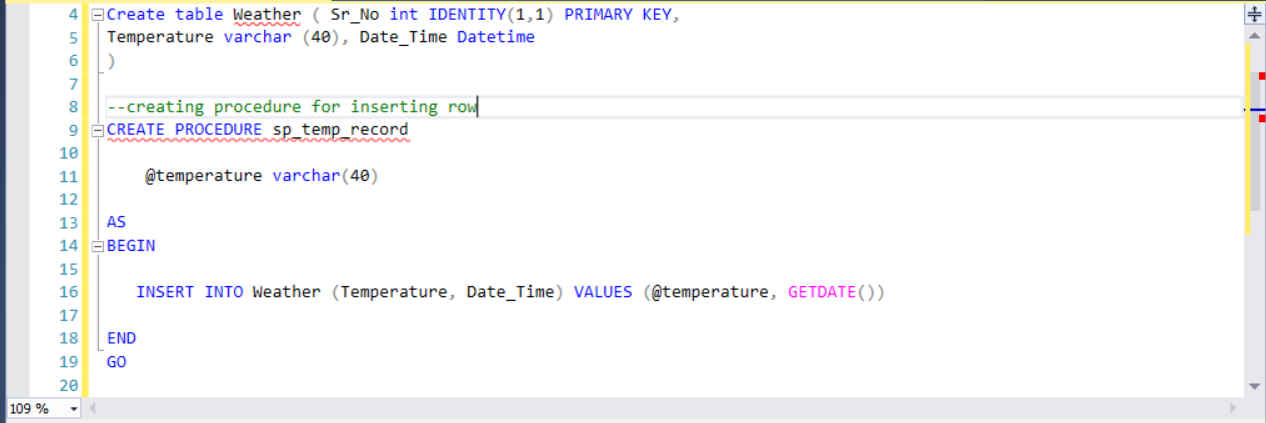 4 Create table Weather ( Sr_No int IDENTITY(1,1) PRIMARY KEY,
5 Temperature varchar (40), Date_Time Datetime
6 )
7
8 --creating procedure for inserting row
9 CREATE PROCEDURE sp_temp_record
10
11 @temperature varchar(40)
12
13 AS
14 BEGIN
15
16 INSERT INTO Weather (Temperature, Date_Time) VALUES (@temperature, GETDATE())
17
18 END
19 GO
20
109 %